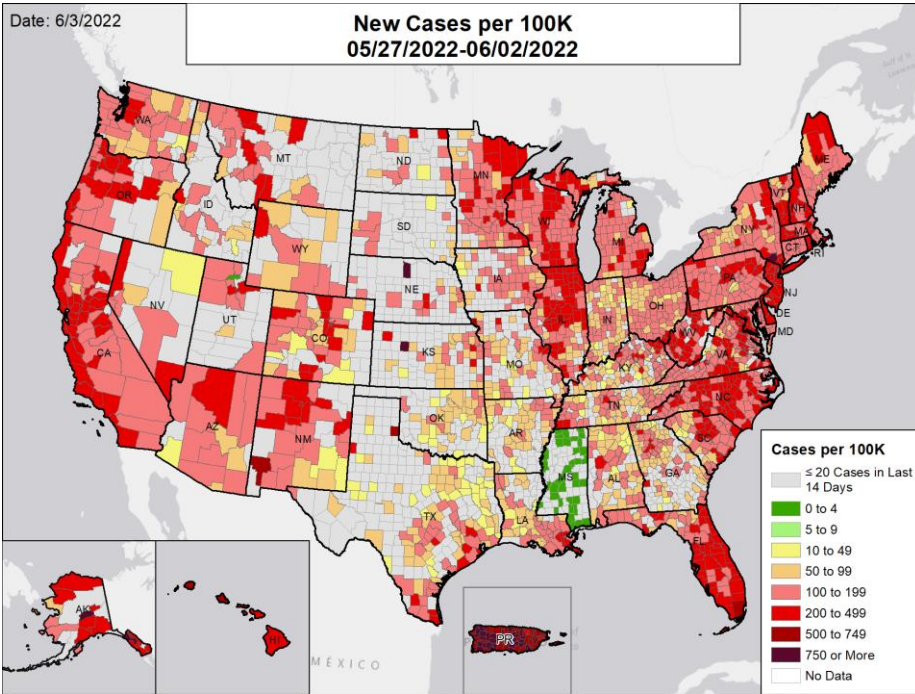 Date: 6/3/2022
New Cases per 100K
05/27/2022-06/02/2022
WA
MT
ND
MN
ME
OR
ID
SD
WI
MI
VT
NH
NY
MA
CT
RI
WY
IA
PA
NJ
NE
NV
UT
CO
IL
IN
OH
DE
MD
WV
VA
CA
KS
MO
KY
NC
TN
AZ
NM
OK
AR
SC
MS
AL
GA
TX
LA
FL
AK
HI
MÉXICO
PR
Cases per 100K
≤ 20 Cases in Last
14 Days
0 to 4
5 to 9
10 to 49
50 to 99
100 to 199
200 to 499
500 to 749
750 or More
No Data